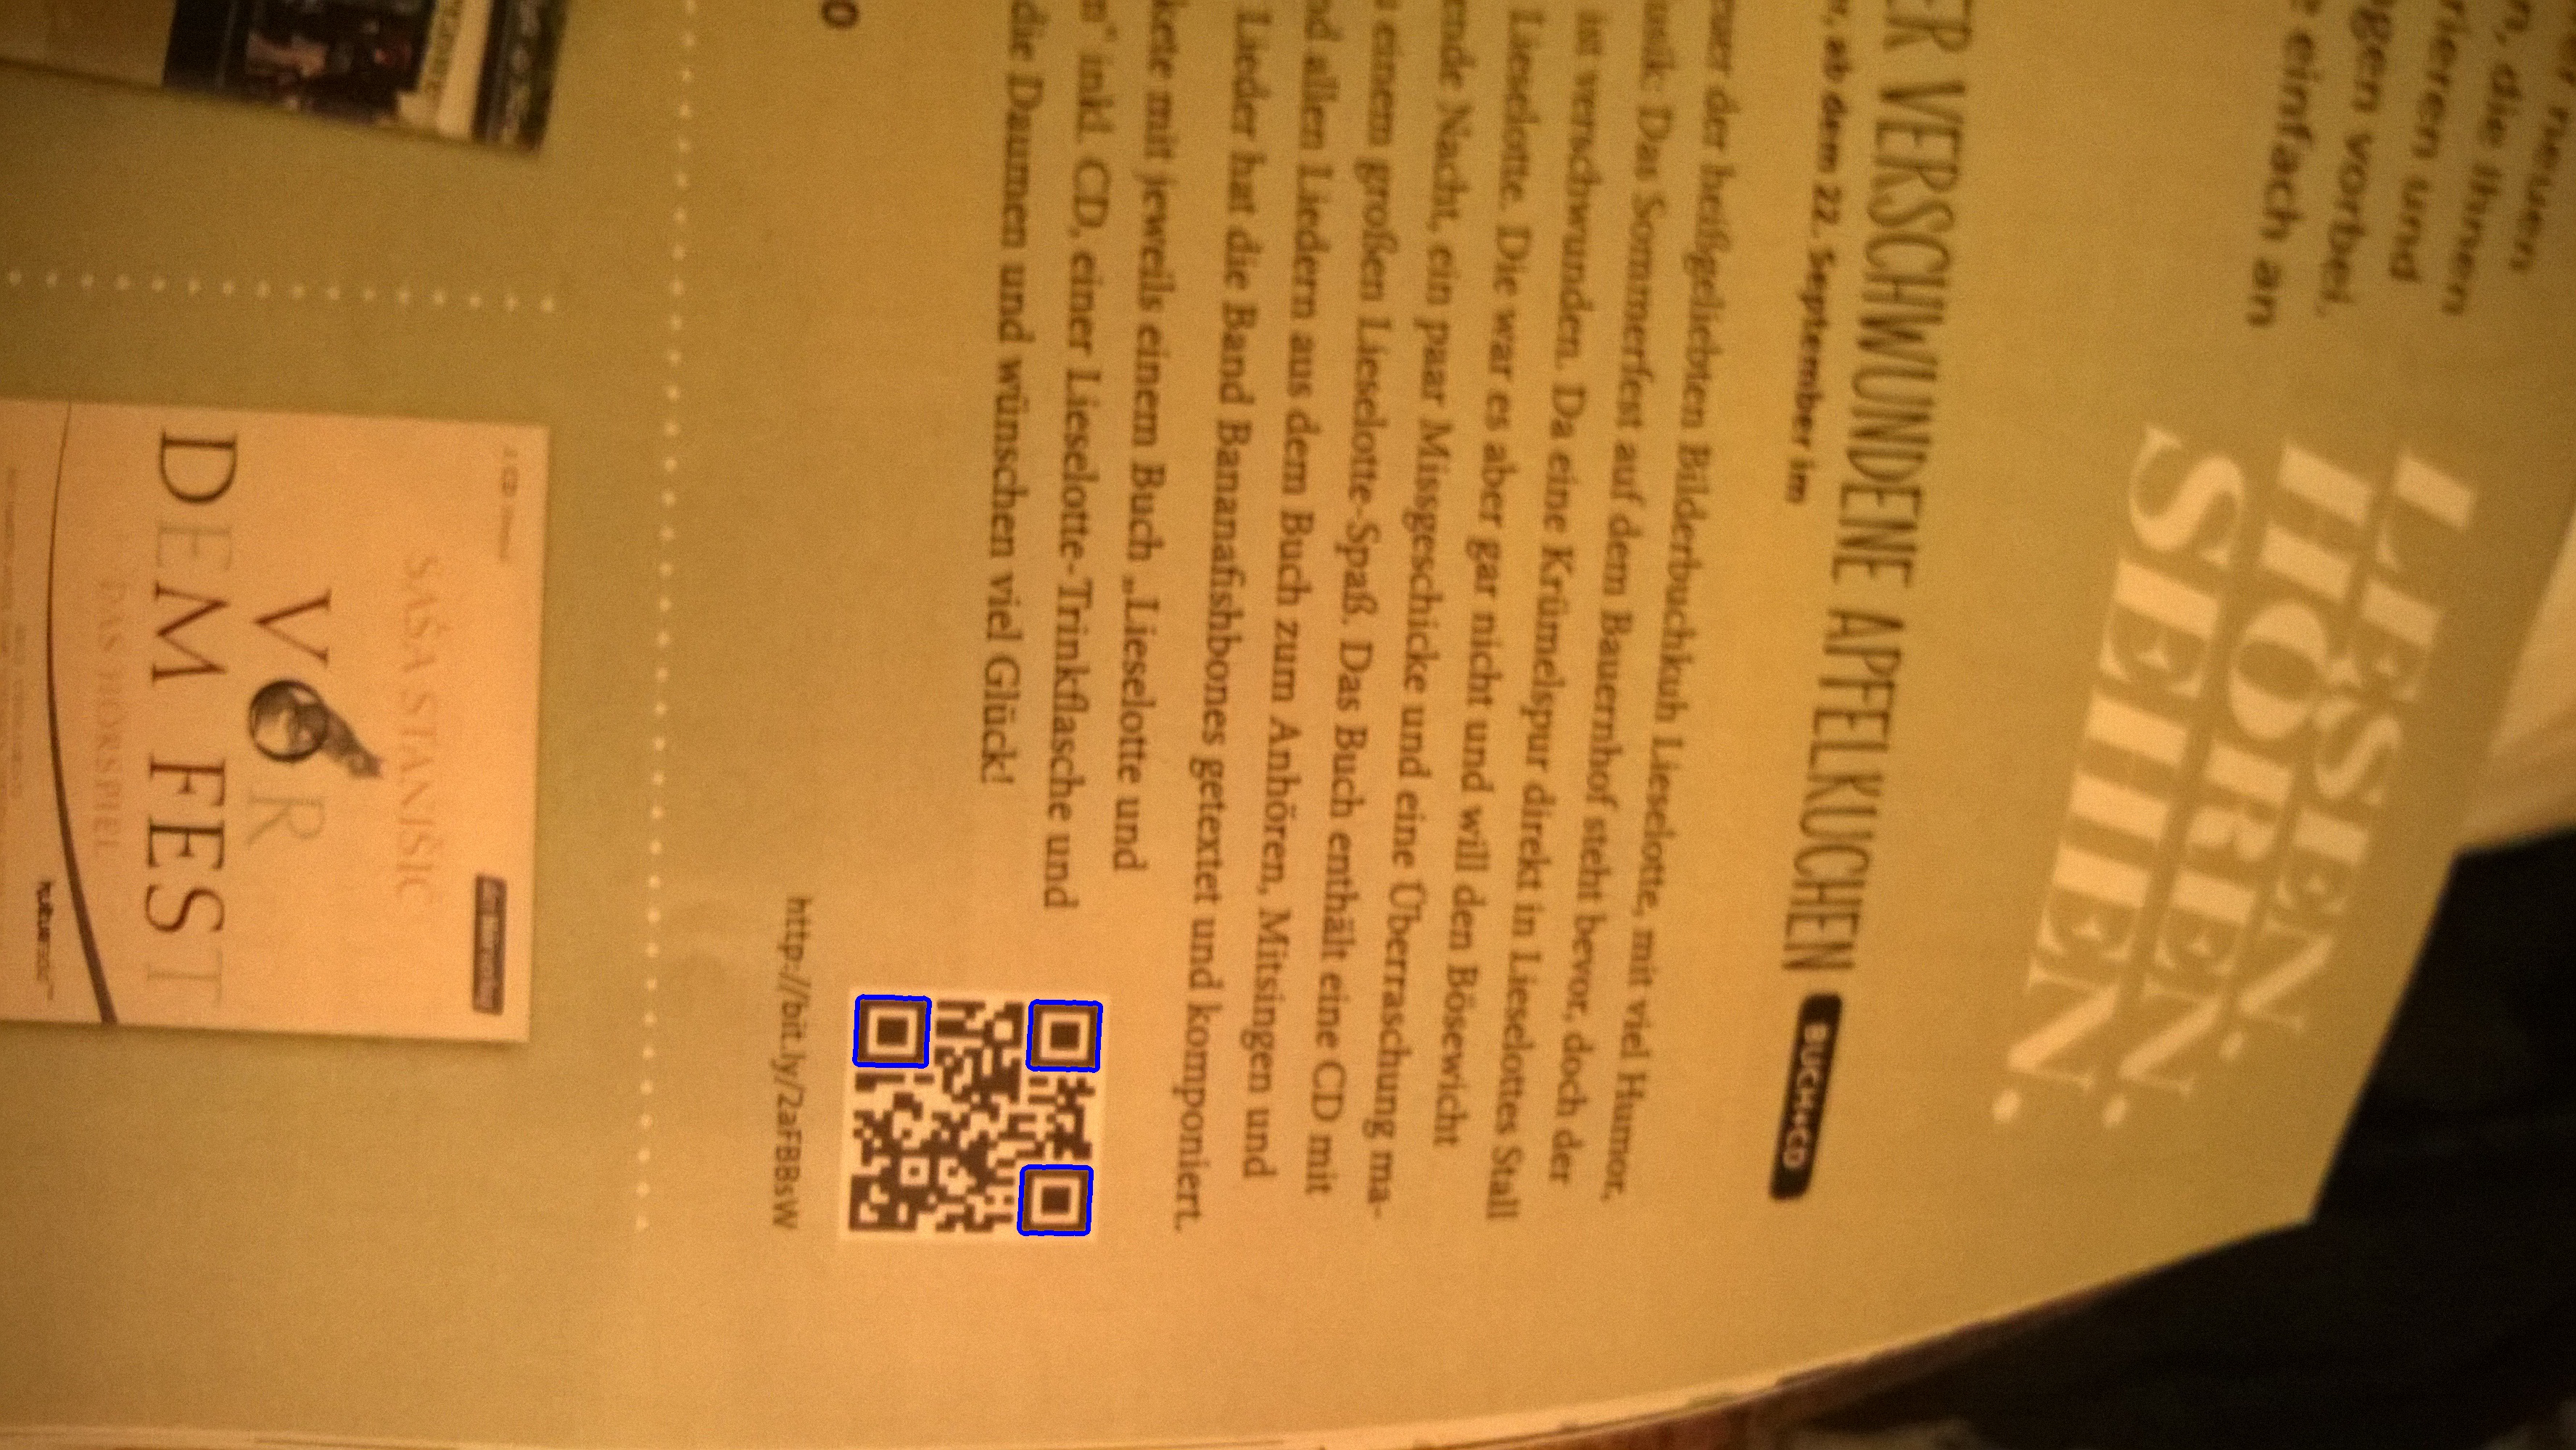 n, die Ihnen
rieren und
gen vorbei,
einfach an
LESEN.
HÖREN.
SEHEN.
ER VERSCHWUNDENE APFELKUCHEN BUCH+CD
ab dem 22. September im
der heißgeliebten Bilderbuchkuh Lieselotte, mit viel Humor,
usik: Das Sommerfest auf dem Bauernhof steht bevor, doch der
ist verschwunden. Da eine Krümelspur direkt in Lieselottes Stall
Lieselotte. Die war es aber gar nicht und will den Bösewicht
ende Nacht, ein paar Missgeschicke und eine Überraschung ma-
einem großen Lieselotte-Spaß. Das Buch enthält eine CD mit
nd allen Liedern aus dem Buch zum Anhören, Mitsingen und
Lieder hat die Band Bananafishbones getextet und komponiert.
kete mit jeweils einem Buch „Lieselotte und
n“ inkl. CD, einer Lieselotte-Trinkflasche und
die Daumen und wünschen viel Glück!
http://bit.ly/2aFBBsW
SAŠA STANIŠIĆ
VOR
DEM FEST
DAS HÖRSPIEL